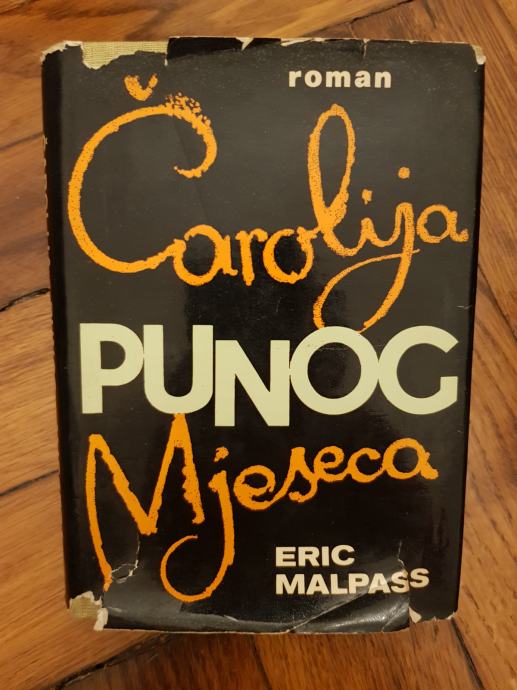 roman
Čarolija
PUNOG
Mjeseca
ERIC
MALPASS